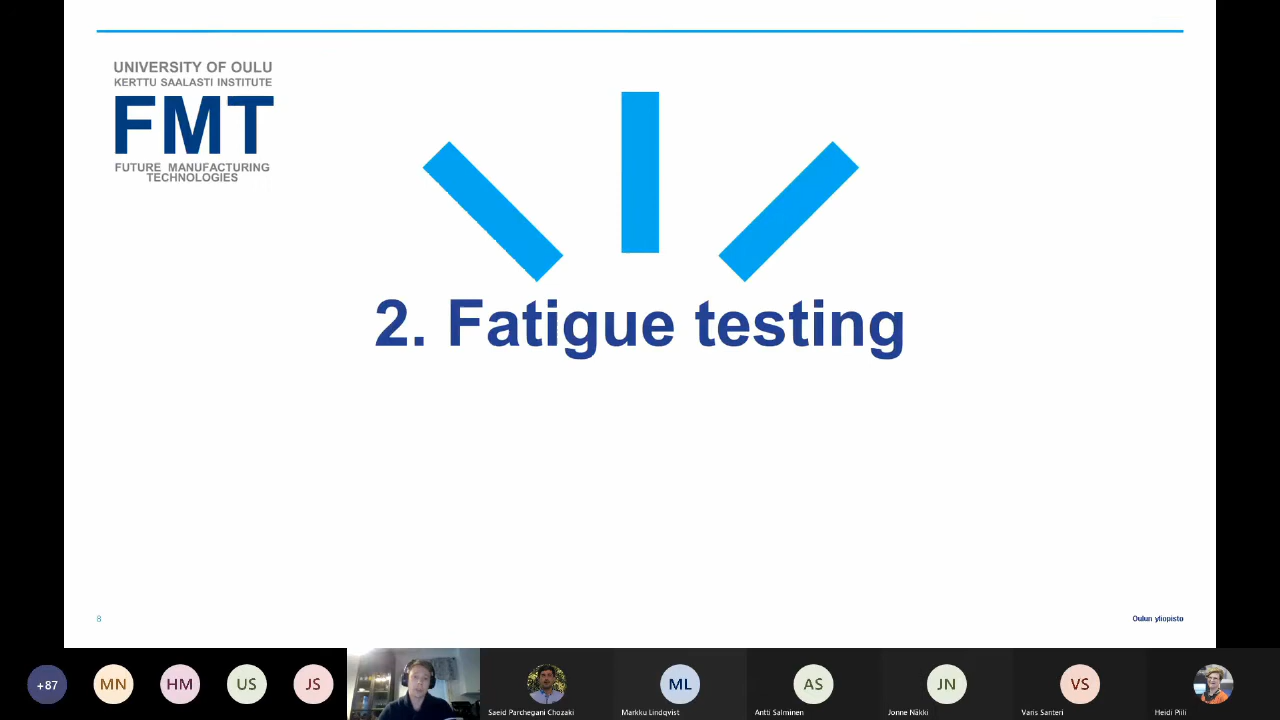 UNIVERSITY OF OULU
KERTTU SAALASTI INSTITUTE
FMT
FUTURE MANUFACTURING
TECHNOLOGIES
2. Fatigue testing
8
Oulun yliopisto
+87
MN
HM
US
JS
ML
AS
JN
VS
Saeid Parchegani Chozaki
Markku Lindqvist
Antti Salminen
Jonne Näkki
Varis Santeri
Heidi Piili